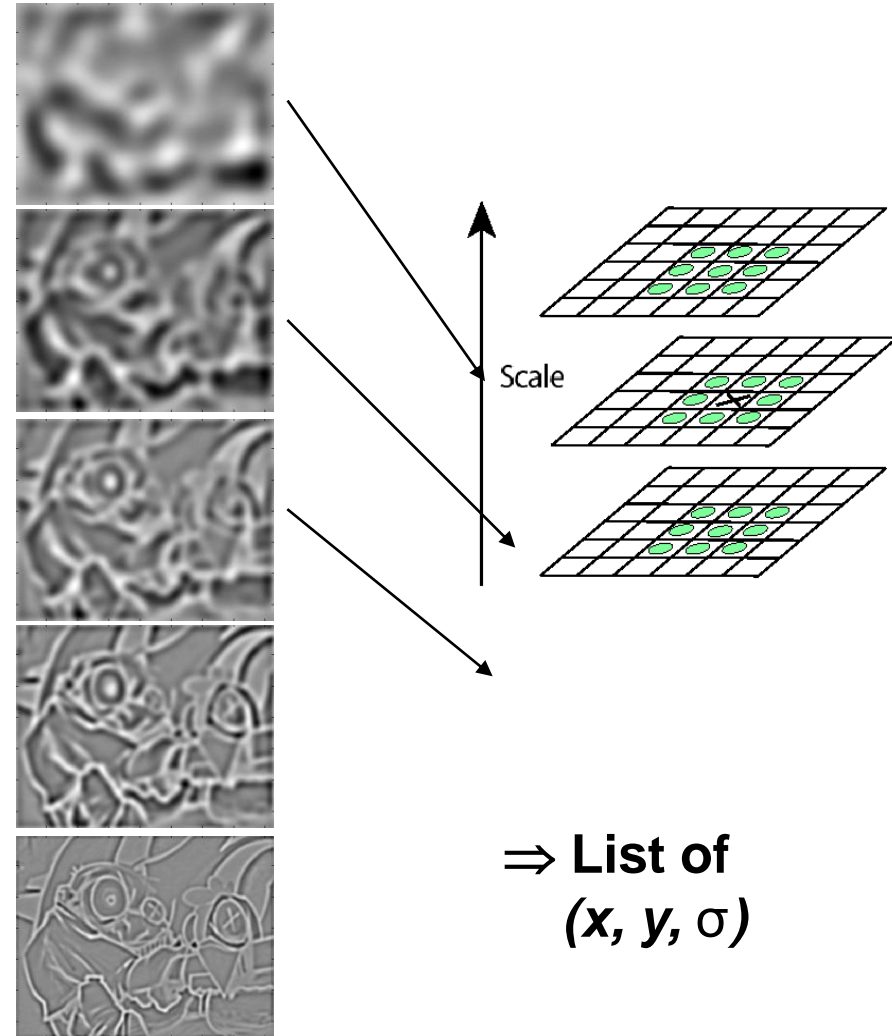 Scale
⇒ List of
(x, y, σ)